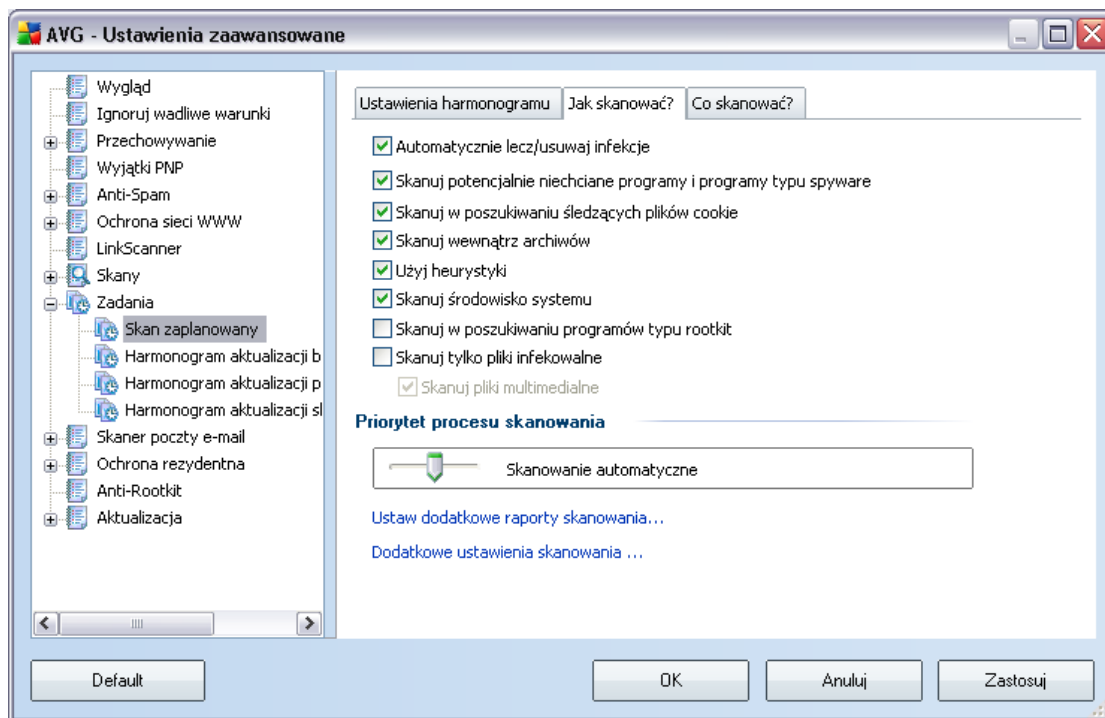 AVG - Ustawienia zaawansowane
Wygląd
Ignoruj wadliwe warunki
Przechowywanie
Wyjątki PNP
Anti-Spam
Ochrona sieci WWW
LinkScanner
Skany
Zadania
Skan zaplanowany
Harmonogram aktualizacji b
Harmonogram aktualizacji p
Harmonogram aktualizacji sl
Skaner poczty e-mail
Ochrona rezydentna
Anti-Rootkit
Aktualizacja
Ustawienia harmonogramu
Jak skanować?
Co skanować?
Automatycznie lecz/usuwaj infekcje
Skanuj potencjalnie niechciane programy i programy typu spyware
Skanuj w poszukiwaniu śledzących plików cookie
Skanuj wewnątrz archiwów
Użyj heurystyki
Skanuj środowisko systemu
Skanuj w poszukiwaniu programów typu rootkit
Skanuj tylko pliki infekowalne
Skanuj pliki multimedialne
Priorytet procesu skanowania
Skanowanie automatyczne
Ustaw dodatkowe raporty skanowania...
Dodatkowe ustawienia skanowania ...
Default
OK
Anuluj
Zastosuj